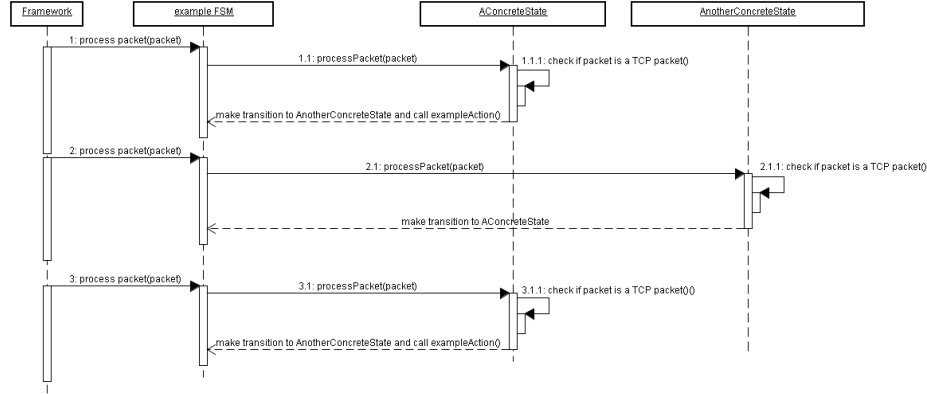 Framework
example FSM
AConcreteState
AnotherConcreteState
1: process packet(packet)
1.1: processPacket(packet)
1.1.1: check if packet is a TCP packet()
make transition to AnotherConcreteState and call exampleAction()
2: process packet(packet)
2.1: processPacket(packet)
2.1.1: check if packet is a TCP packet()
make transition to AConcreteState
3: process packet(packet)
3.1: processPacket(packet)
3.1.1: check if packet is a TCP packet()()
make transition to AnotherConcreteState and call exampleAction()